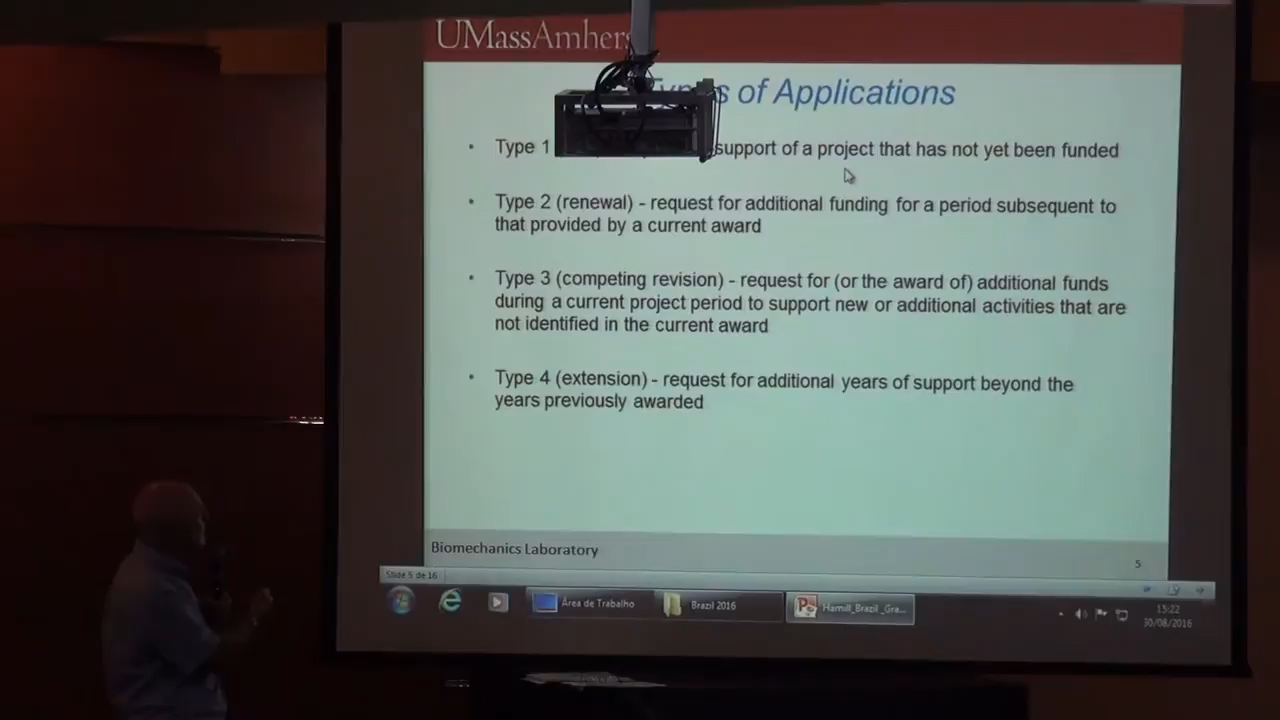 UMassAmhers
s of Applications
Type 1 support of a project that has not yet been funded
Type 2 (renewal) - request for additional funding for a period subsequent to
that provided by a current award
Type 3 (competing revision) - request for (or the award of) additional funds
during a current project period to support new or additional activities that are
not identified in the current award
Type 4 (extension) - request for additional years of support beyond the
years previously awarded
Biomechanics Laboratory
5
Slide 5 de 16
Área de Trabalho
Brazil 2016
Hamill_Brazil_Gra...
15:22
30/08/2016